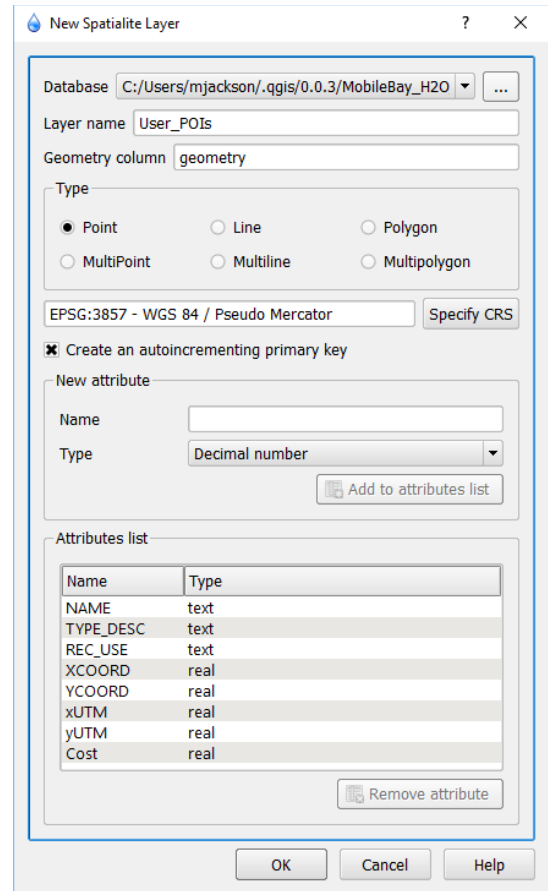 New Spatialite Layer ? ×
Database C:/Users/mjackson/.qgis/0.0.3/MobileBay_H2O ...
Layer name User_POIs
Geometry column geometry
Type
Point Line Polygon
MultiPoint Multiline Multipolygon
EPSG:3857 - WGS 84 / Pseudo Mercator Specify CRS
Create an autoincrementing primary key
New attribute
Name
Type Decimal number
Add to attributes list
Attributes list
Name Type
NAME text
TYPE_DESC text
REC_USE text
XCOORD real
YCOORD real
xUTM real
yUTM real
Cost real
Remove attribute
OK Cancel Help